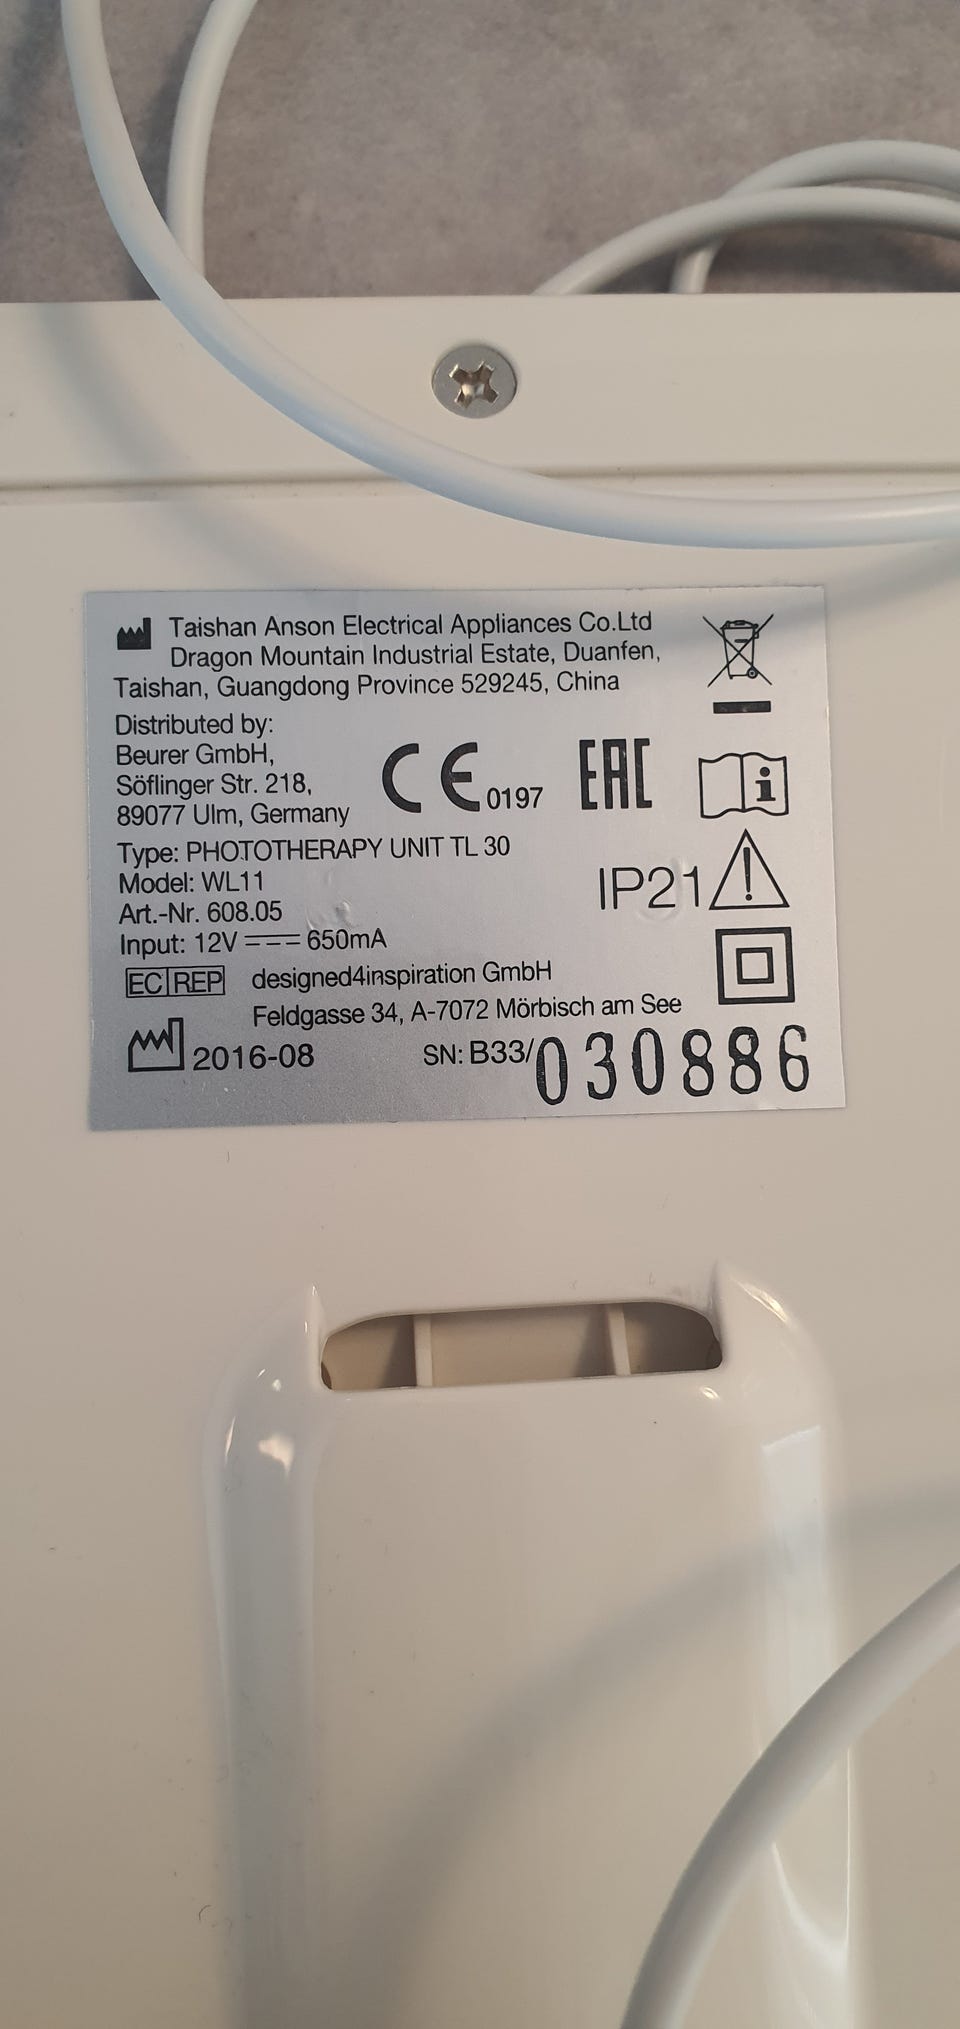 Taishan Anson Electrical Appliances Co.Ltd
Dragon Mountain Industrial Estate, Duanfen,
Taishan, Guangdong Province 529245, China
Distributed by:
Beurer GmbH,
Söflinger Str. 218,
89077 Ulm, Germany
CE 0197
EAC
Type: PHOTOTHERAPY UNIT TL 30
Model: WL11
Art.-Nr. 608.05
IP21
Input: 12V 650mA
EC REP designed4inspiration GmbH
Feldgasse 34, A-7072 Mörbisch am See
2016-08 SN: B33/030886